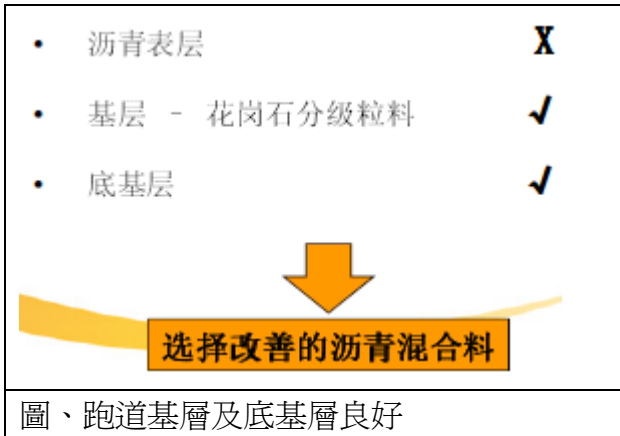 • 沥青表层 X
• 基层 - 花岗石分级粒料 √
• 底基层 √
选择改善的沥青混合料
圖、跑道基層及底基層良好